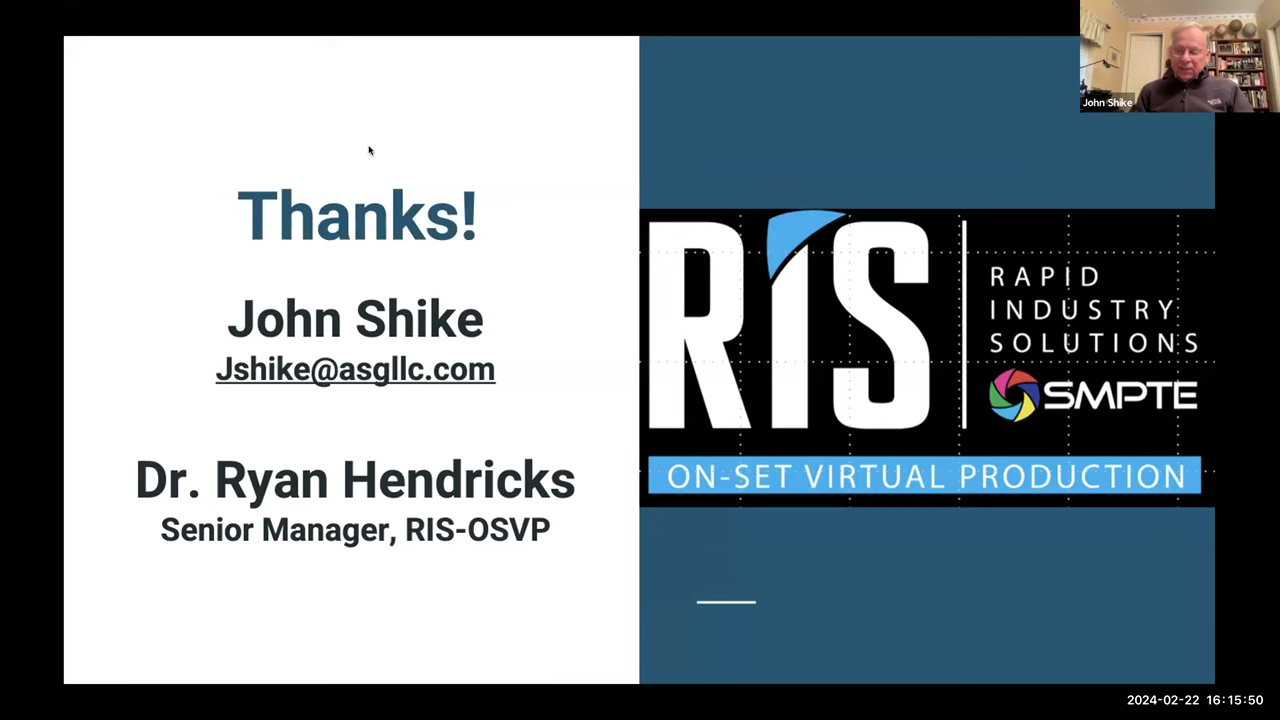 Thanks!
John Shike
Jshike@asgllc.com
Dr. Ryan Hendricks
Senior Manager, RIS-OSVP
RIS
RAPID
INDUSTRY
SOLUTIONS
SMPTE
ON-SET VIRTUAL PRODUCTION
John Shike
2024-02-22 16:15:50